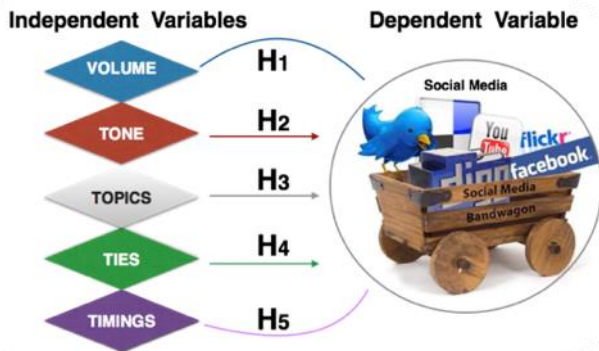 Independent Variables
Dependent Variable
VOLUME
H1
TONE
H2
TOPICS
H3
TIES
H4
TIMINGS
H5
Social Media
You
Tube
flickr
digg
facebook
Social Media
Bandwagon